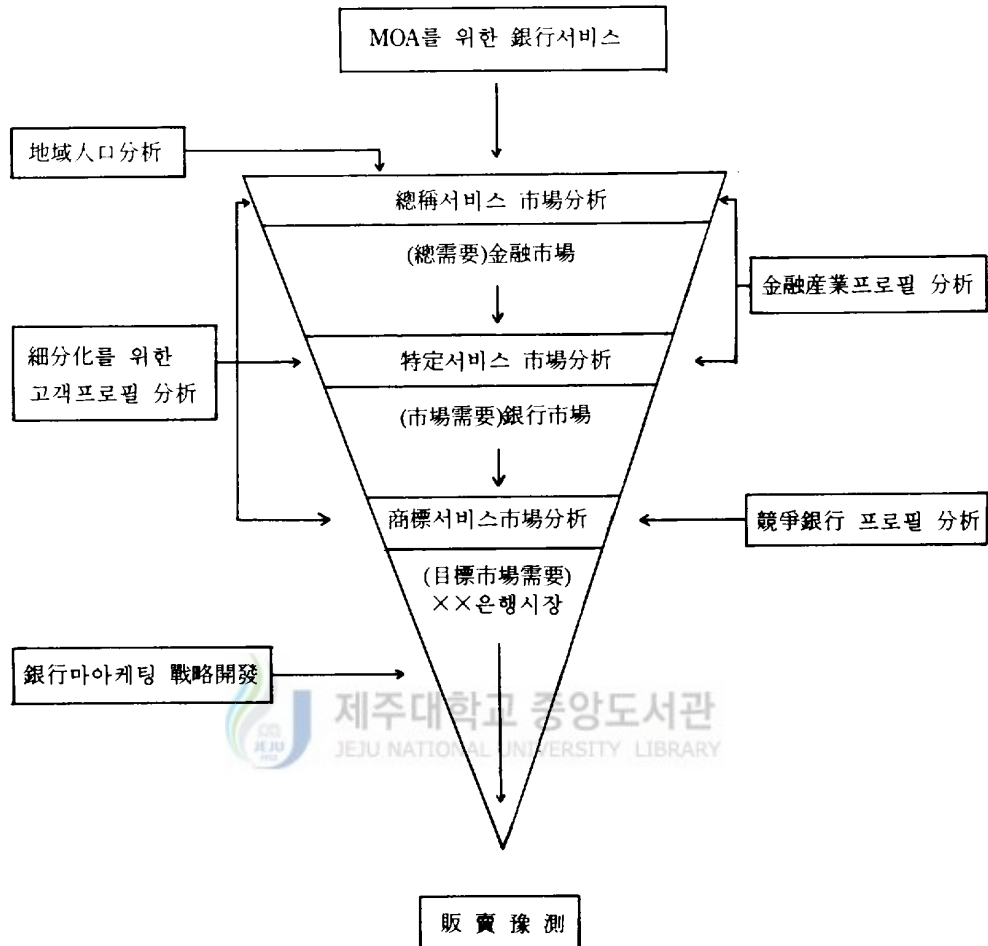 MOA를 위한 銀行서비스
地域人口分析
總稱서비스 市場分析
(總需要)金融市場
金融産業프로필 分析
細分化를 위한
고객프로필 分析
特定서비스 市場分析
(市場需要)銀行市場
商標서비스市場分析
競爭銀行 프로필 分析
(目標市場需要)
××은행시장
銀行마아케팅 戰略開發
제주대학교 중앙도서관
JEJU NATIONAL UNIVERSITY LIBRARY
JEJU
1952
販賣豫測